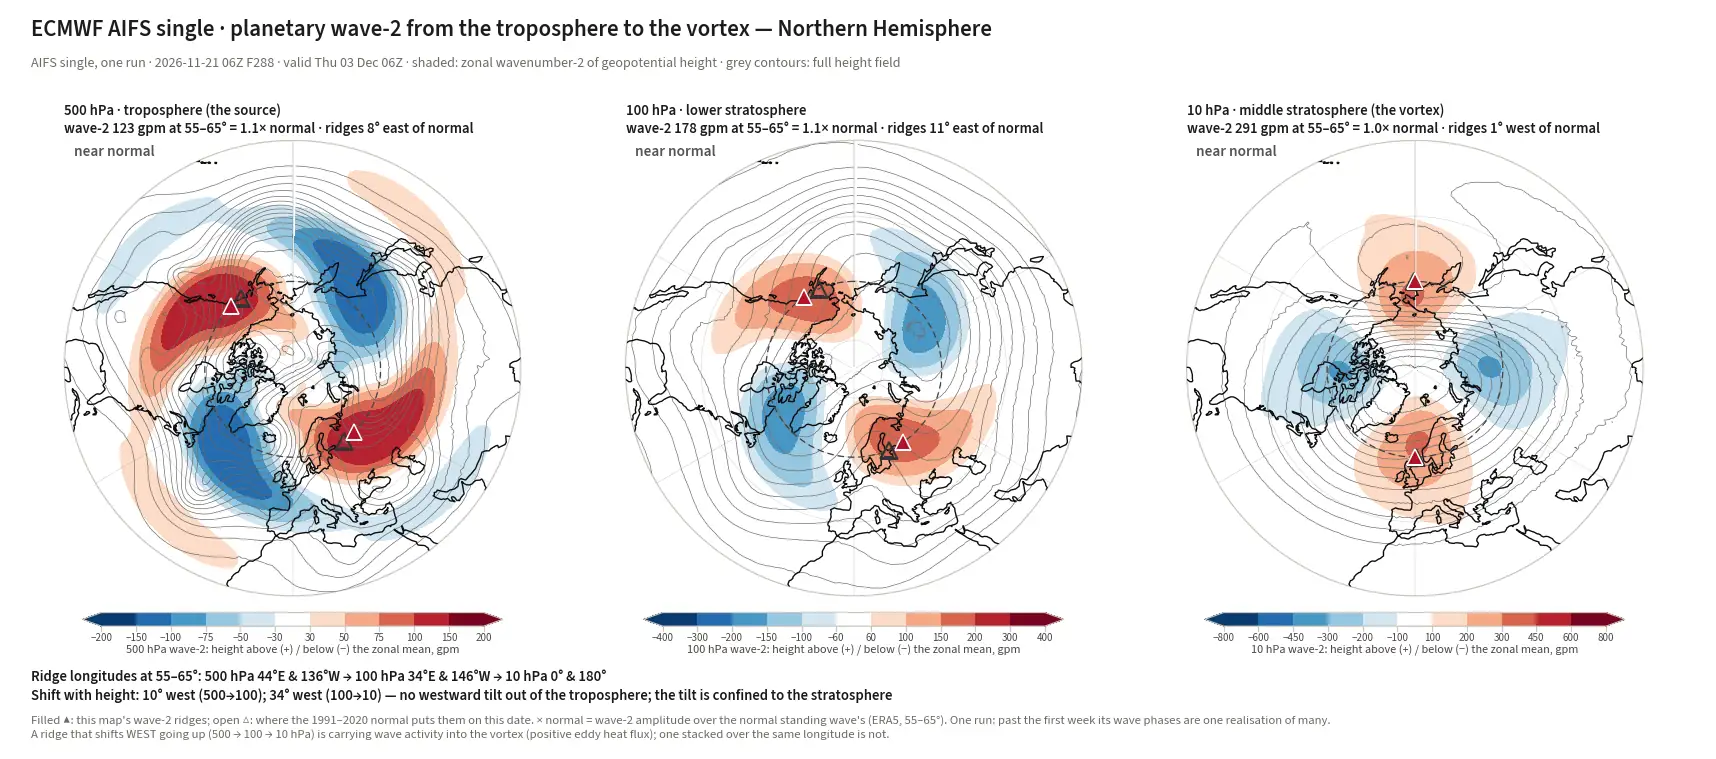 ECMWF AIFS single · planetary wave-2 from the troposphere to the vortex — Northern Hemisphere
AIFS single, one run · 2026-11-21 06Z F288 · valid Thu 03 Dec 06Z · shaded: zonal wavenumber-2 of geopotential height · grey contours: full height field
500 hPa · troposphere (the source)
wave-2 123 gpm at 55–65° = 1.1× normal · ridges 8° east of normal
near normal
100 hPa · lower stratosphere
wave-2 178 gpm at 55–65° = 1.1× normal · ridges 11° east of normal
near normal
10 hPa · middle stratosphere (the vortex)
wave-2 291 gpm at 55–65° = 1.0× normal · ridges 1° west of normal
near normal
−200 −150 −100 −75 −50 −30 30 50 75 100 150 200
500 hPa wave-2: height above (+) / below (−) the zonal mean, gpm
−400 −300 −200 −150 −100 −60 60 100 150 200 300 400
100 hPa wave-2: height above (+) / below (−) the zonal mean, gpm
−800 −600 −450 −300 −200 −100 100 200 300 450 600 800
10 hPa wave-2: height above (+) / below (−) the zonal mean, gpm
Ridge longitudes at 55–65°: 500 hPa 44°E & 136°W → 100 hPa 34°E & 146°W → 10 hPa 0° & 180°
Shift with height: 10° west (500→100); 34° west (100→10) — no westward tilt out of the troposphere; the tilt is confined to the stratosphere
Filled ▲: this map's wave-2 ridges; open △: where the 1991–2020 normal puts them on this date. × normal = wave-2 amplitude over the normal standing wave's (ERA5, 55–65°). One run: past the first week its wave phases are one realisation of many.
A ridge that shifts WEST going up (500 → 100 → 10 hPa) is carrying wave activity into the vortex (positive eddy heat flux); one stacked over the same longitude is not.